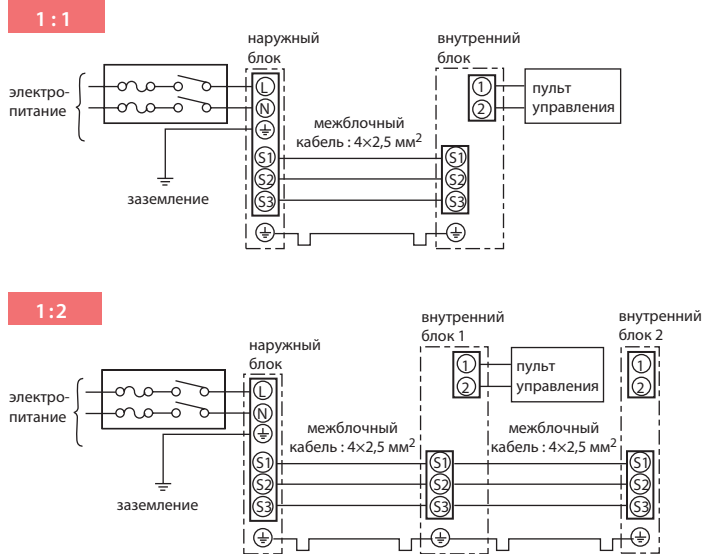 1 : 1
наружный
блок
внутренний
блок
электро-
питание
L
N
S1
S2
S3
заземление
межблочный
кабель : 4×2,5 мм²
S1
S2
S3
1
2
пульт
управления
1:2
наружный
блок
внутренний
блок 1
внутренний
блок 2
электро-
питание
L
N
S1
S2
S3
заземление
межблочный
кабель : 4×2,5 мм²
1
2
пульт
управления
S1
S2
S3
межблочный
кабель : 4×2,5 мм²
1
2
S1
S2
S3